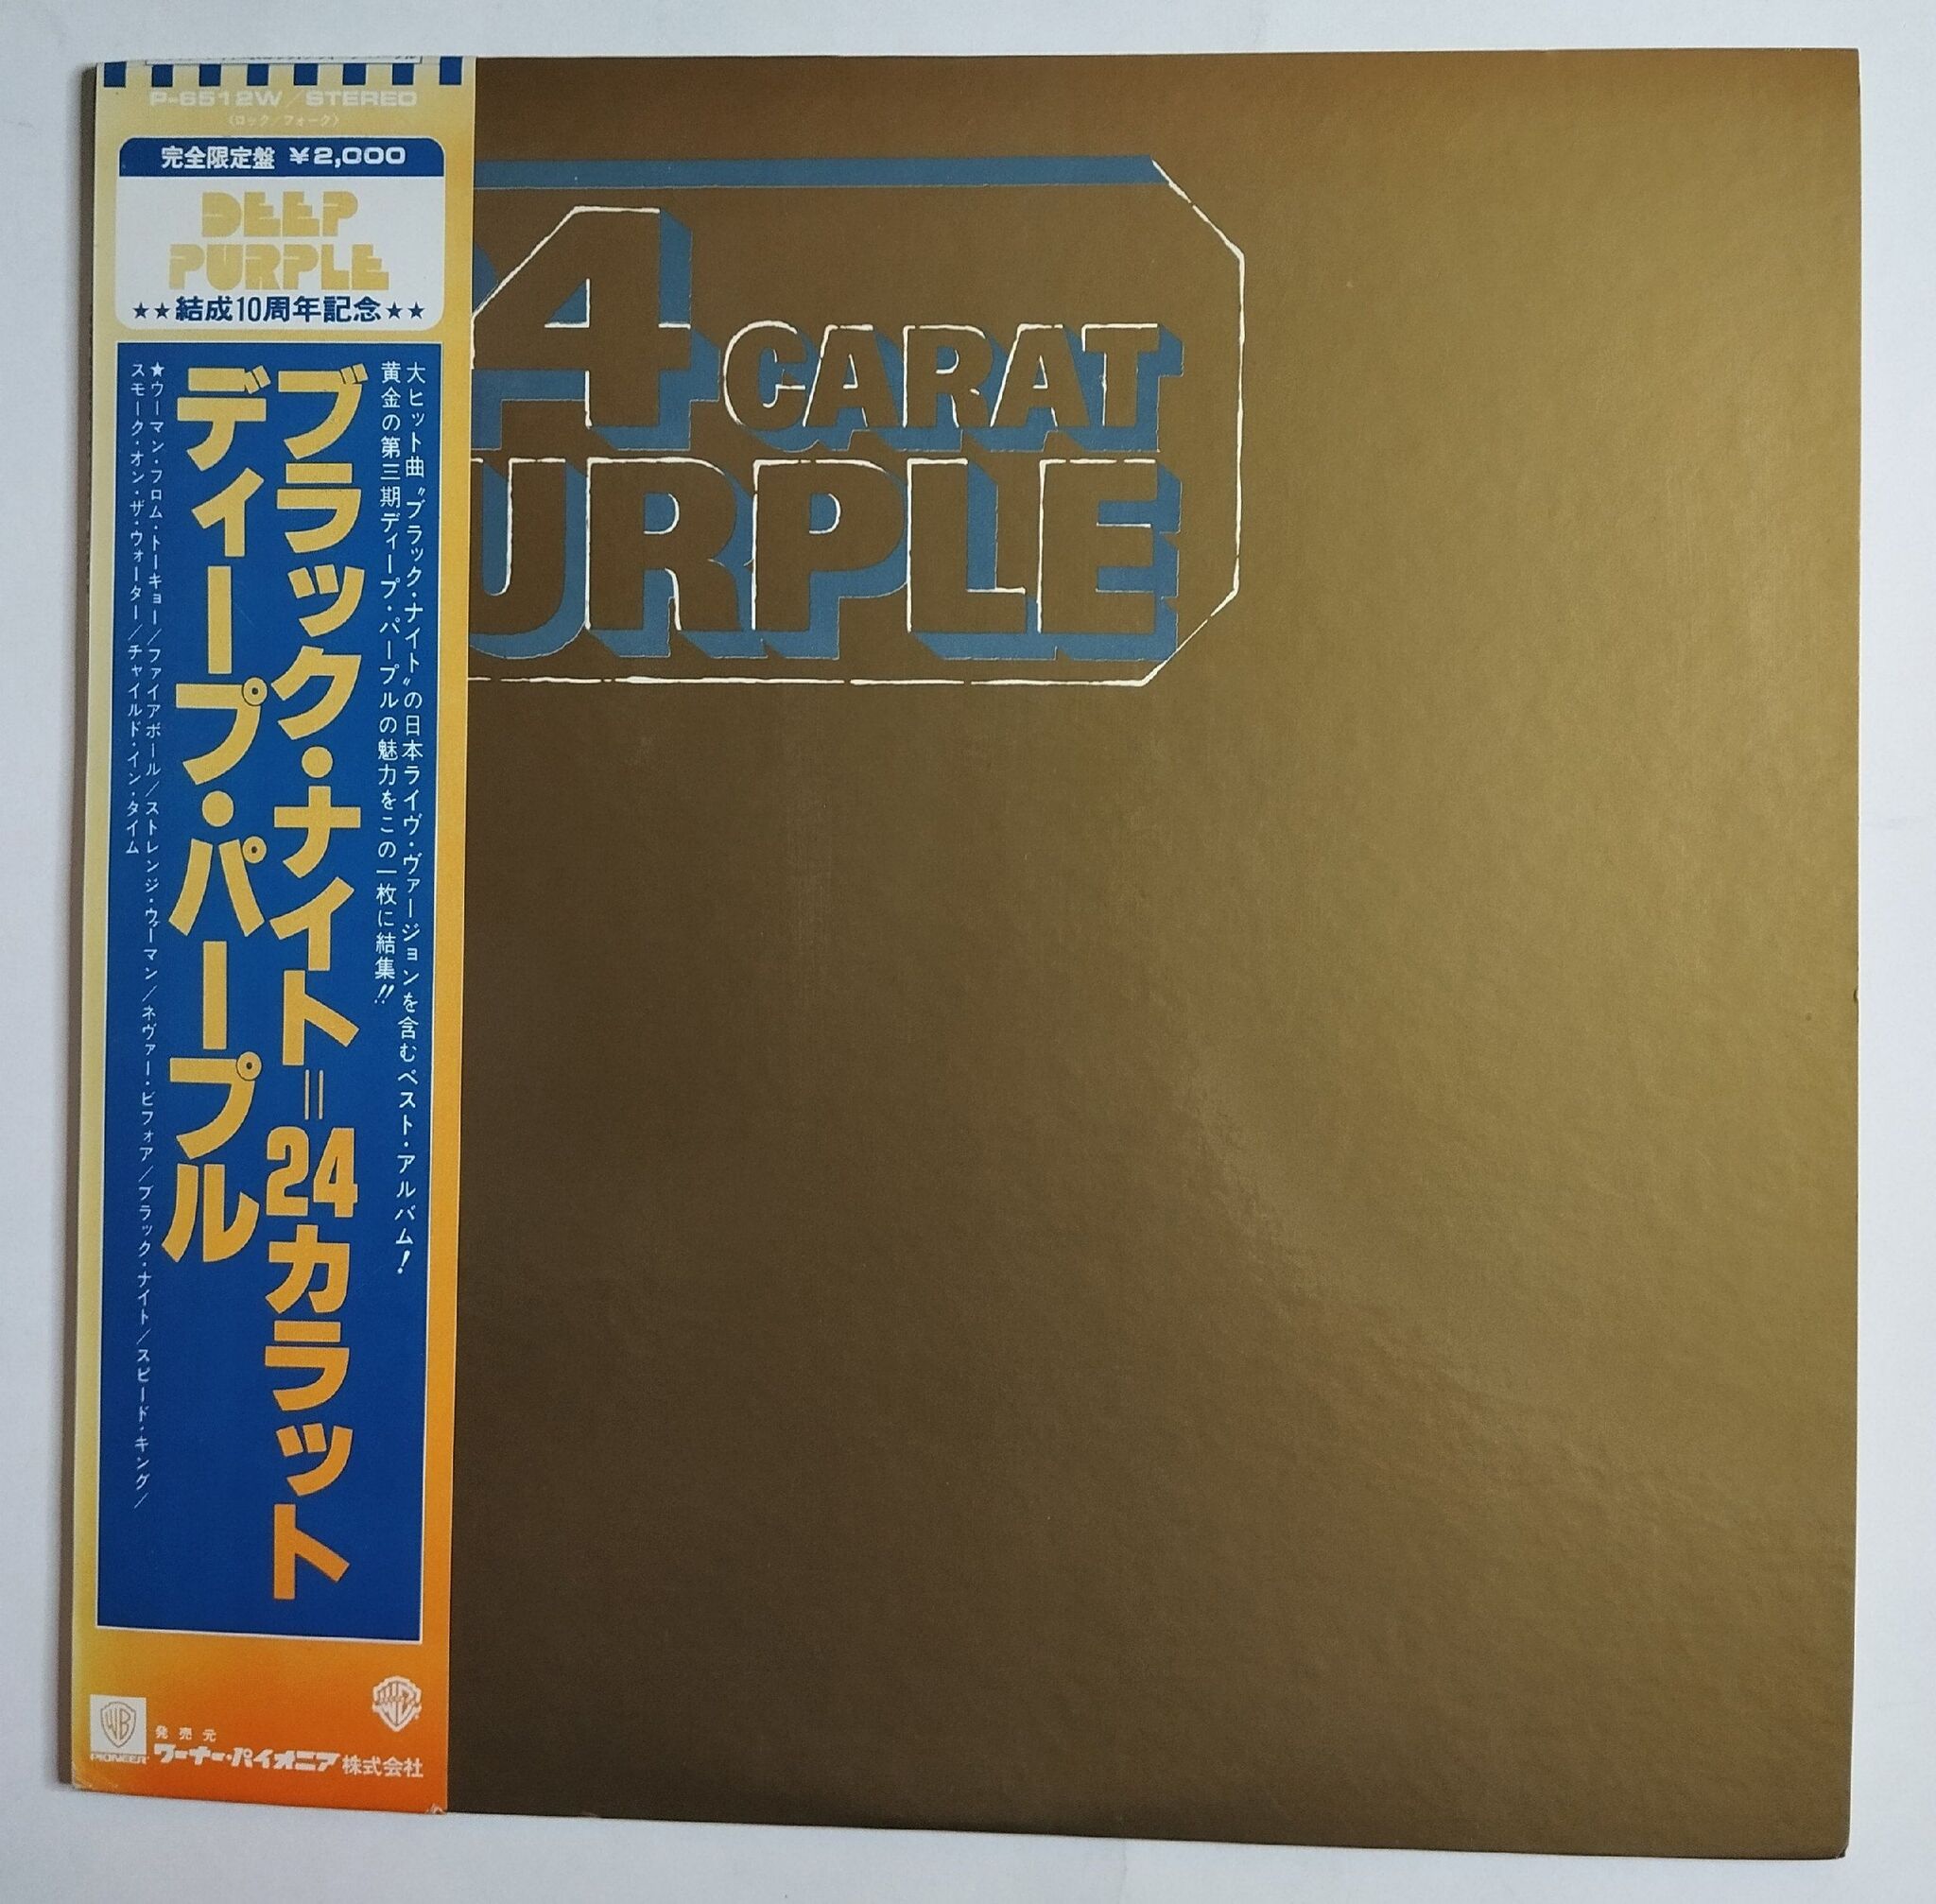 P-6512W/STEREO
(ロック/フォーク)
完全限定盤 ¥2,000
DEEP
PURPLE
★★結成10周年記念★★
大ヒット曲〝ブラック・ナイト〟の日本ライヴ・ヴァージョンを含むベスト・アルバム!
黄金の第三期ディープ・パープルの魅力をこの一枚に結集!!
ブラック・ナイト=24カラット
ディープ・パープル
★ウーマン・フロム・トーキョー/ファイアボール/ストレンジ・ウーマン/ネヴァー・ビフォア/ブラック・ナイト/スピード・キング/
スモーク・オン・ザ・ウォーター/チャイルド・イン・タイム
WB
PIONEER
発売元
ワーナー・パイオニア株式会社
4 CARAT
URPLE